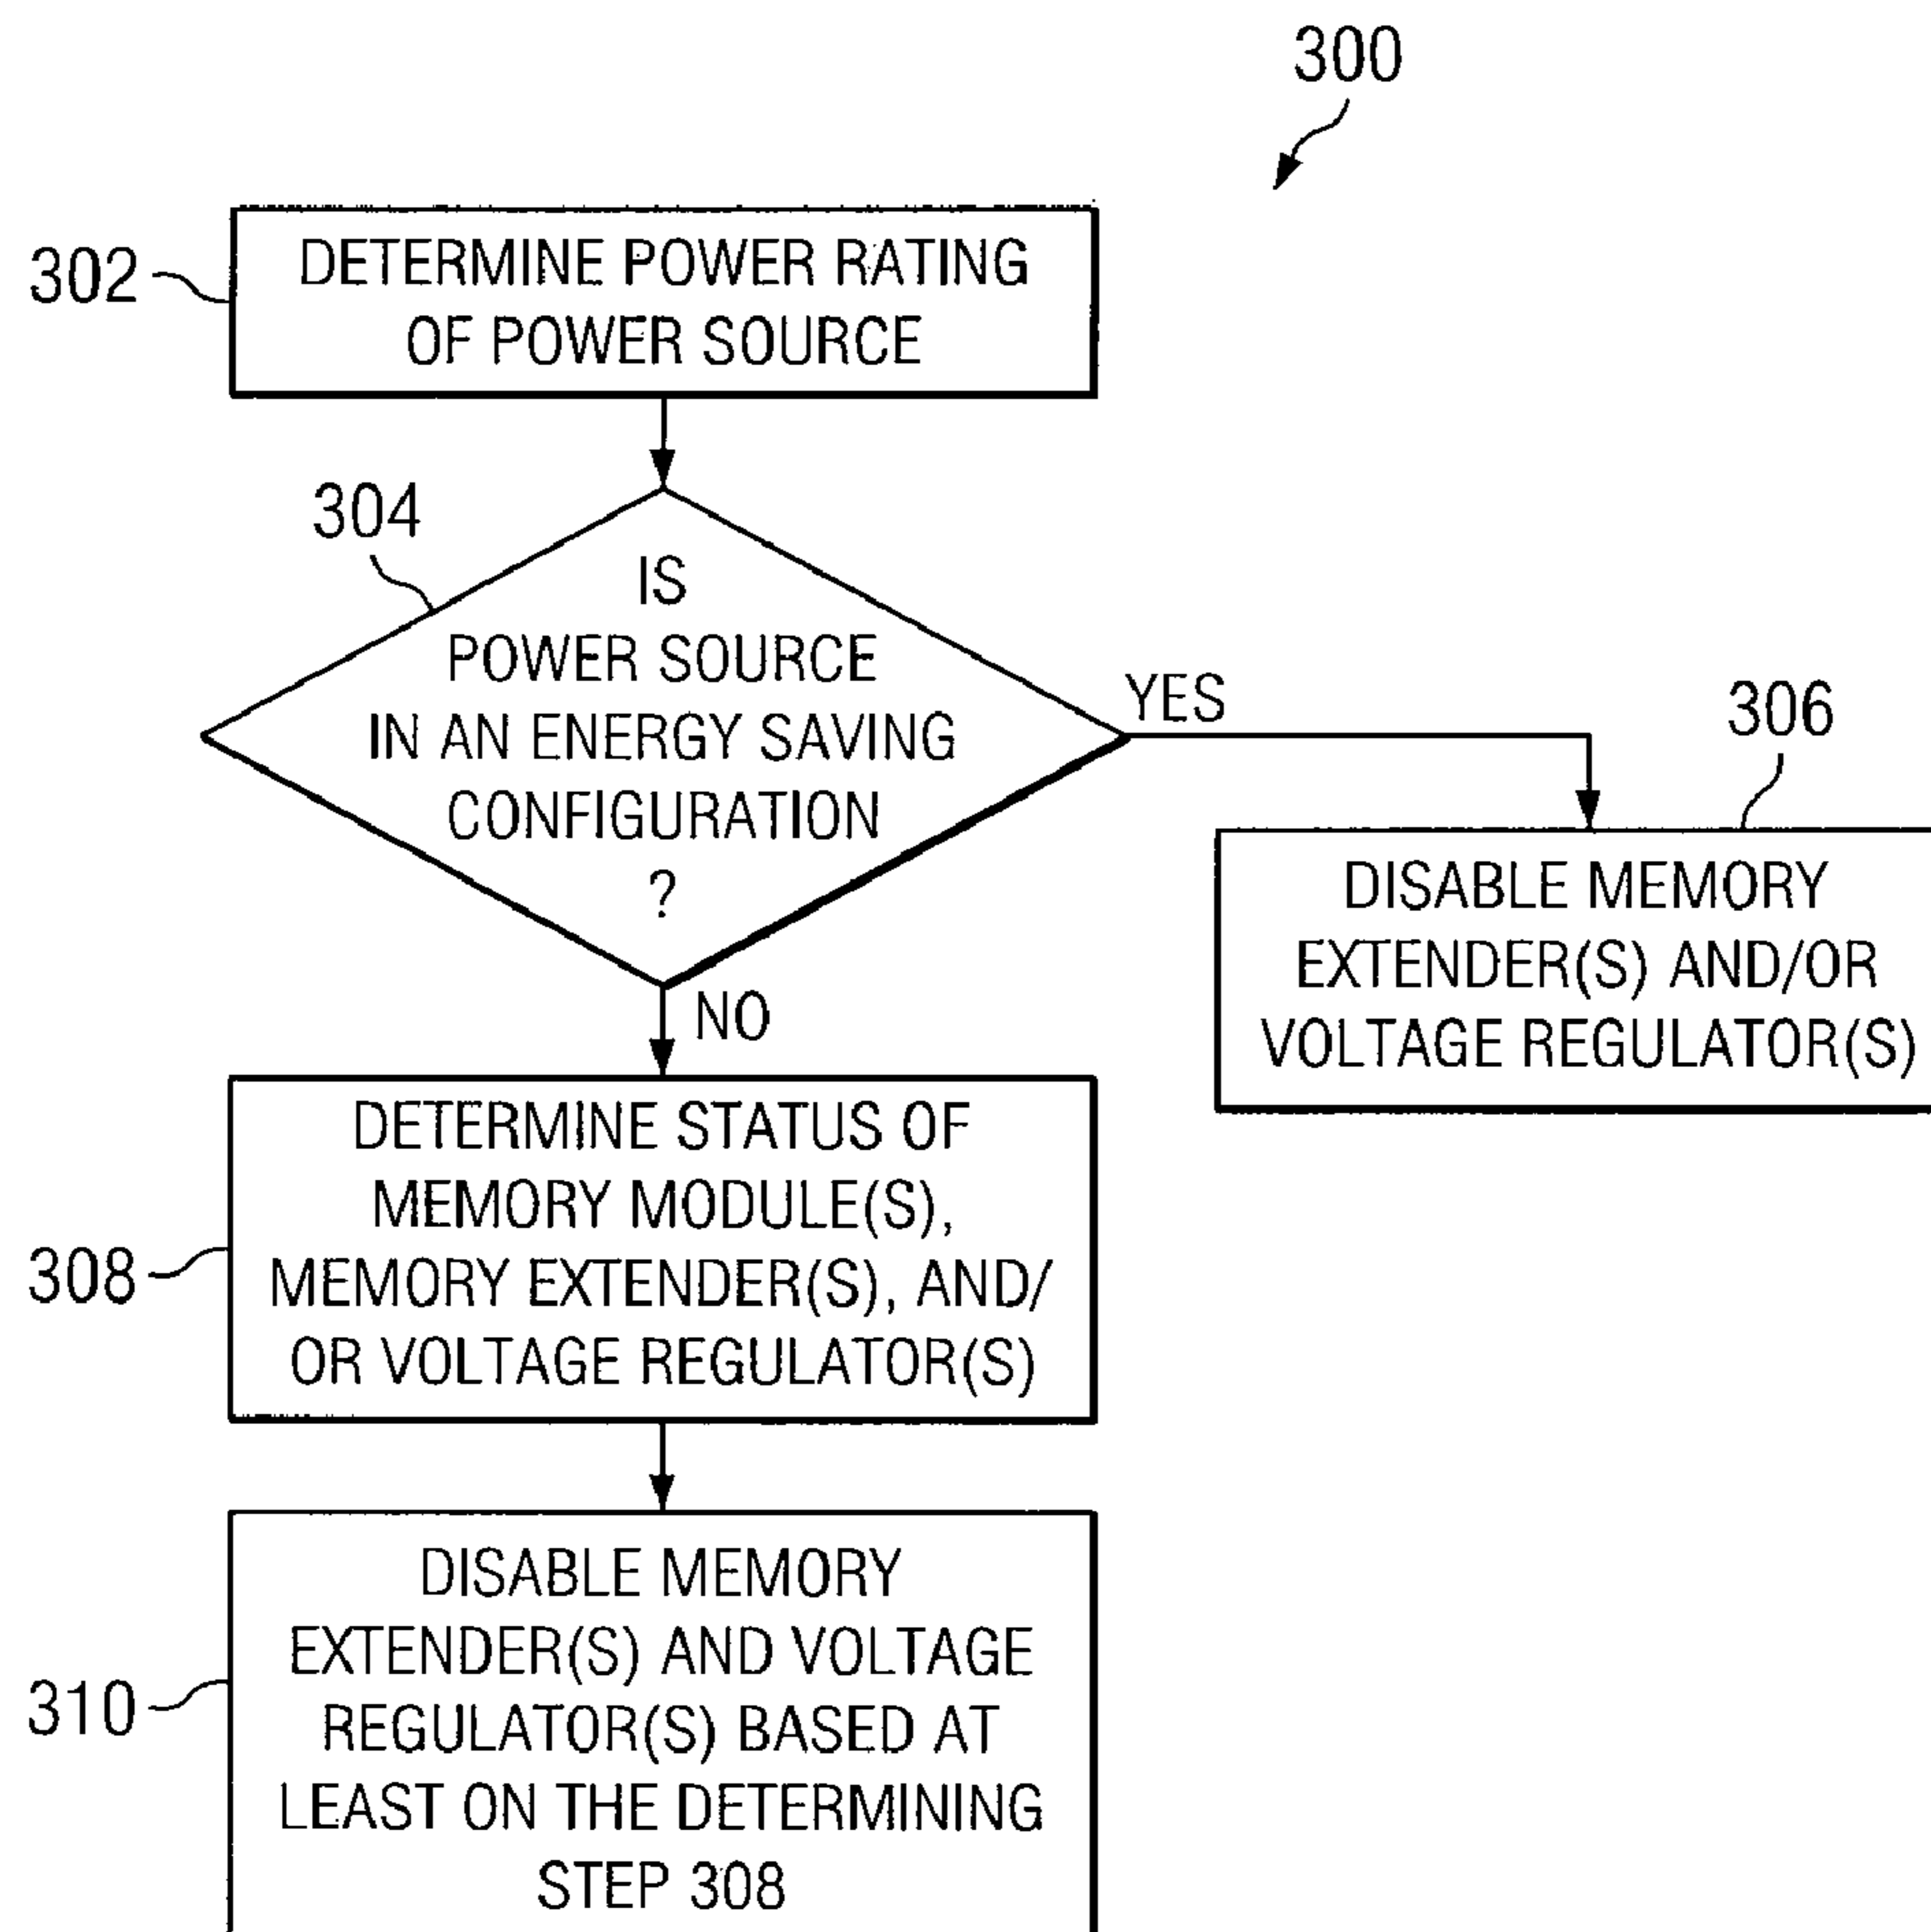 300
302
DETERMINE POWER RATING
OF POWER SOURCE
304
IS
POWER SOURCE
IN AN ENERGY SAVING
CONFIGURATION
?
YES
306
DISABLE MEMORY
EXTENDER(S) AND/OR
VOLTAGE REGULATOR(S)
NO
308
DETERMINE STATUS OF
MEMORY MODULE(S),
MEMORY EXTENDER(S), AND/
OR VOLTAGE REGULATOR(S)
310
DISABLE MEMORY
EXTENDER(S) AND VOLTAGE
REGULATOR(S) BASED AT
LEAST ON THE DETERMINING
STEP 308